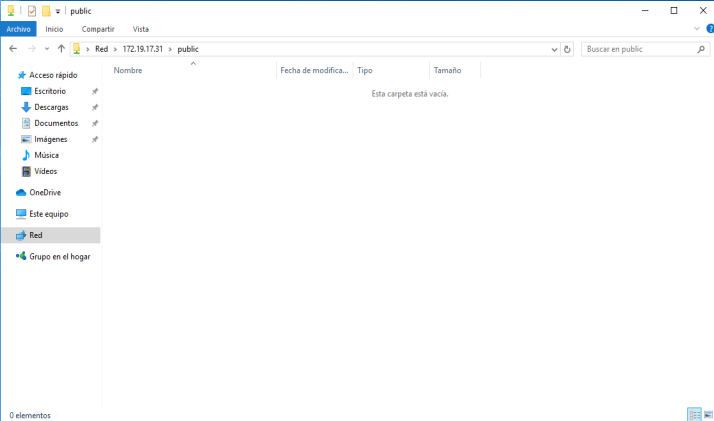 public
Archivo Inicio Compartir Vista
Red 172.19.17.31 public Buscar en public
Nombre Fecha de modifica... Tipo Tamaño
Esta carpeta está vacía.
Acceso rápido
Escritorio
Descargas
Documentos
Imágenes
Música
Vídeos
OneDrive
Este equipo
Red
Grupo en el hogar
0 elementos